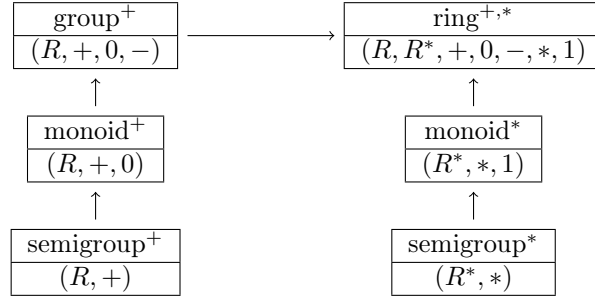 group⁺
(R, +, 0, −)
ring⁺,*
(R, R*, +, 0, −, *, 1)
monoid⁺
(R, +, 0)
monoid*
(R*, *, 1)
semigroup⁺
(R, +)
semigroup*
(R*, *)